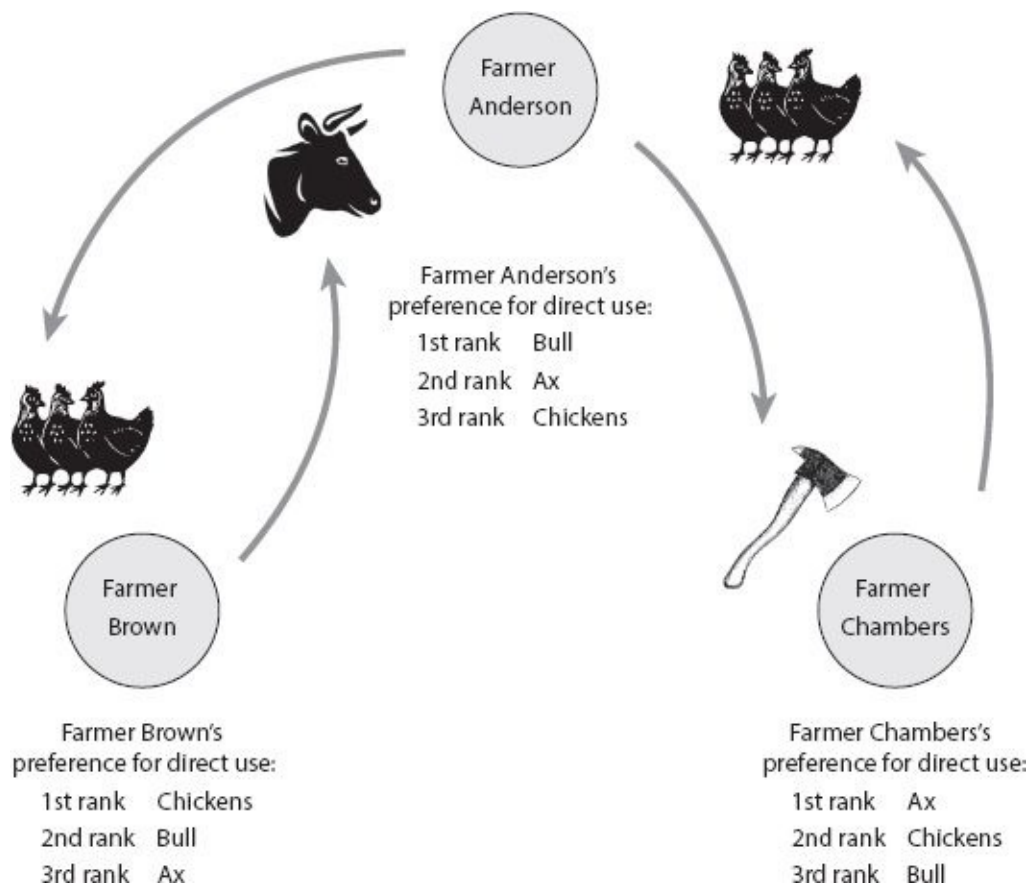 Farmer
Anderson
Farmer Anderson's
preference for direct use:
1st rank Bull
2nd rank Ax
3rd rank Chickens
Farmer
Brown
Farmer Brown's
preference for direct use:
1st rank Chickens
2nd rank Bull
3rd rank Ax
Farmer
Chambers
Farmer Chambers's
preference for direct use:
1st rank Ax
2nd rank Chickens
3rd rank Bull